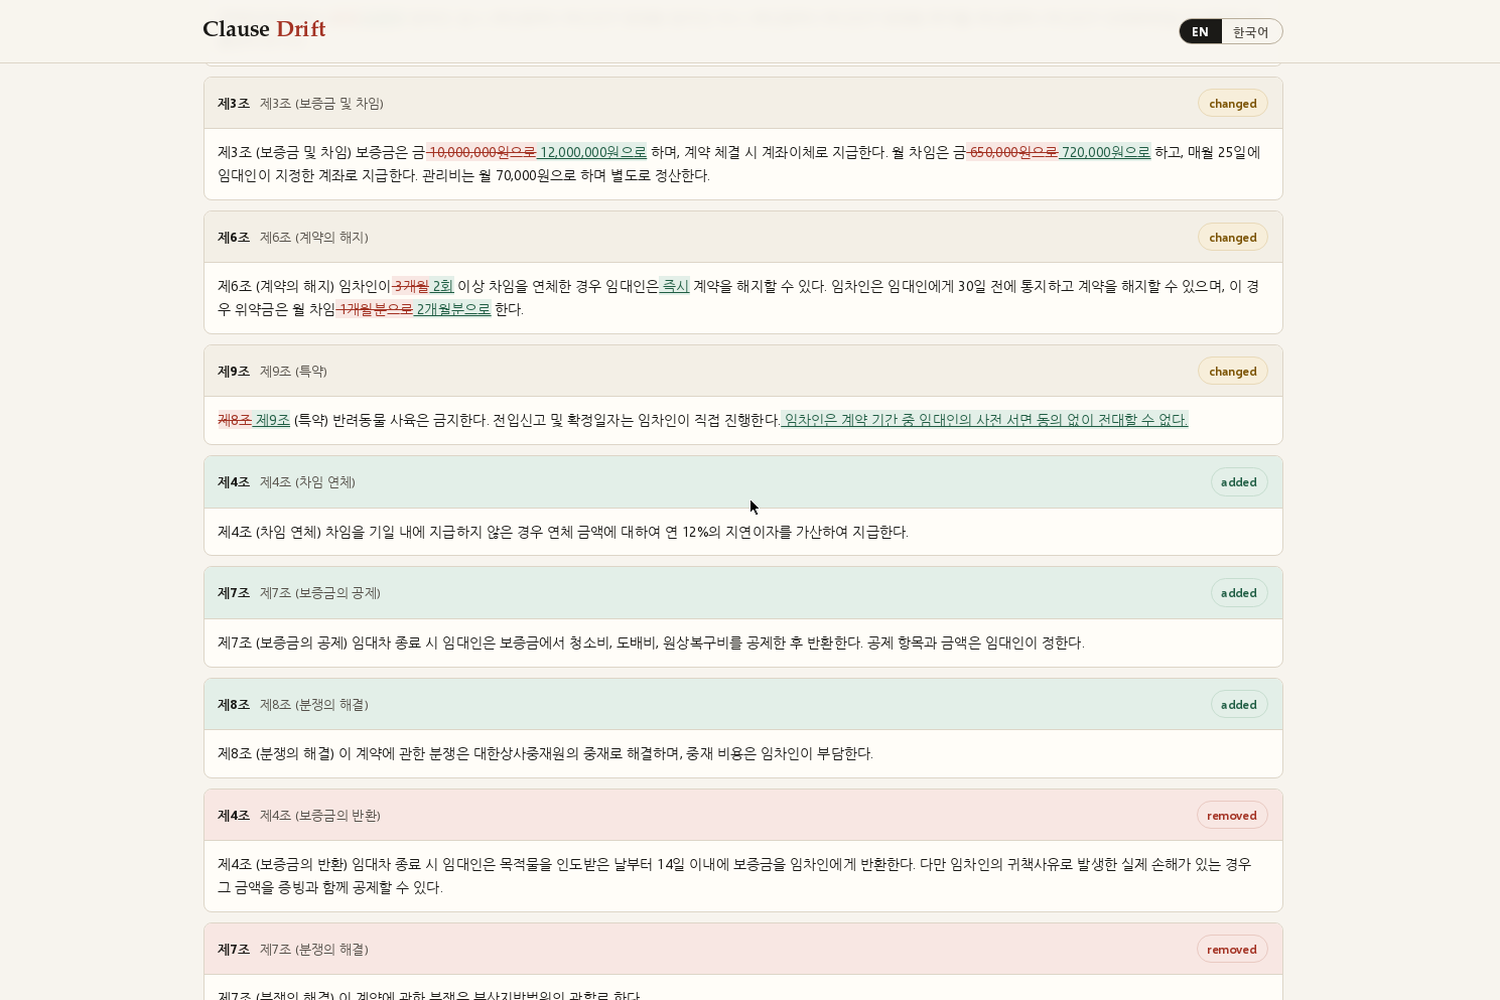 Clause Drift
EN 한국어
제3조 제3조 (보증금 및 차임) changed
제3조 (보증금 및 차임) 보증금은 금 10,000,000원으로 12,000,000원으로 하며, 계약 체결 시 계좌이체로 지급한다. 월 차임은 금 650,000원으로 720,000원으로 하고, 매월 25일에
임대인이 지정한 계좌로 지급한다. 관리비는 월 70,000원으로 하며 별도로 정산한다.
제6조 제6조 (계약의 해지) changed
제6조 (계약의 해지) 임차인이 3개월 2회 이상 차임을 연체한 경우 임대인은 즉시 계약을 해지할 수 있다. 임차인은 임대인에게 30일 전에 통지하고 계약을 해지할 수 있으며, 이 경
우 위약금은 월 차임 1개월분으로 2개월분으로 한다.
제9조 제9조 (특약) changed
제8조 제9조 (특약) 반려동물 사육은 금지한다. 전입신고 및 확정일자는 임차인이 직접 진행한다. 임차인은 계약 기간 중 임대인의 사전 서면 동의 없이 전대할 수 없다.
제4조 제4조 (차임 연체) added
제4조 (차임 연체) 차임을 기일 내에 지급하지 않은 경우 연체 금액에 대하여 연 12%의 지연이자를 가산하여 지급한다.
제7조 제7조 (보증금의 공제) added
제7조 (보증금의 공제) 임대차 종료 시 임대인은 보증금에서 청소비, 도배비, 원상복구비를 공제한 후 반환한다. 공제 항목과 금액은 임대인이 정한다.
제8조 제8조 (분쟁의 해결) added
제8조 (분쟁의 해결) 이 계약에 관한 분쟁은 대한상사중재원의 중재로 해결하며, 중재 비용은 임차인이 부담한다.
제4조 제4조 (보증금의 반환) removed
제4조 (보증금의 반환) 임대차 종료 시 임대인은 목적물을 인도받은 날부터 14일 이내에 보증금을 임차인에게 반환한다. 다만 임차인의 귀책사유로 발생한 실제 손해가 있는 경우
그 금액을 증빙과 함께 공제할 수 있다.
제7조 제7조 (분쟁의 해결) removed
제7조 (분쟁의 해결) 이 계약에 관한 분쟁은 부산지방법원의 관할로 한다.